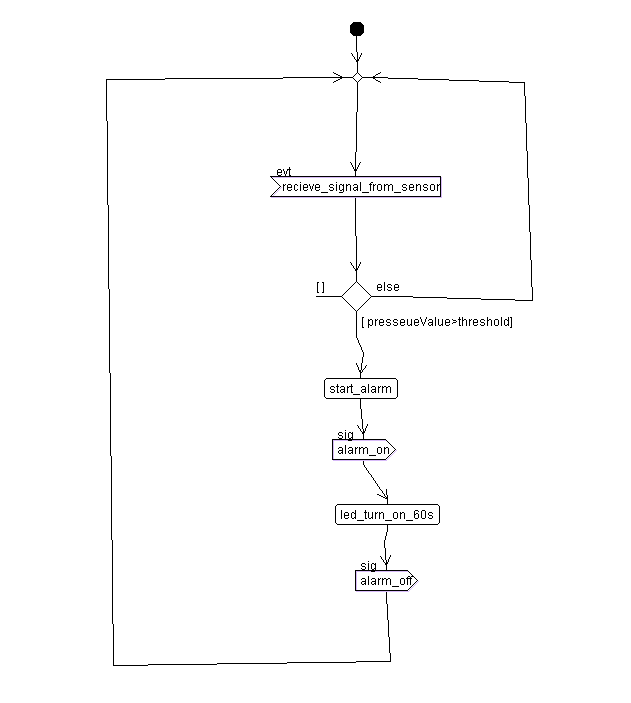 evt
recieve_signal_from_sensor
[ ]
else
[ presseueValue>threshold]
start_alarm
sig
alarm_on
led_turn_on_60s
sig
alarm_off